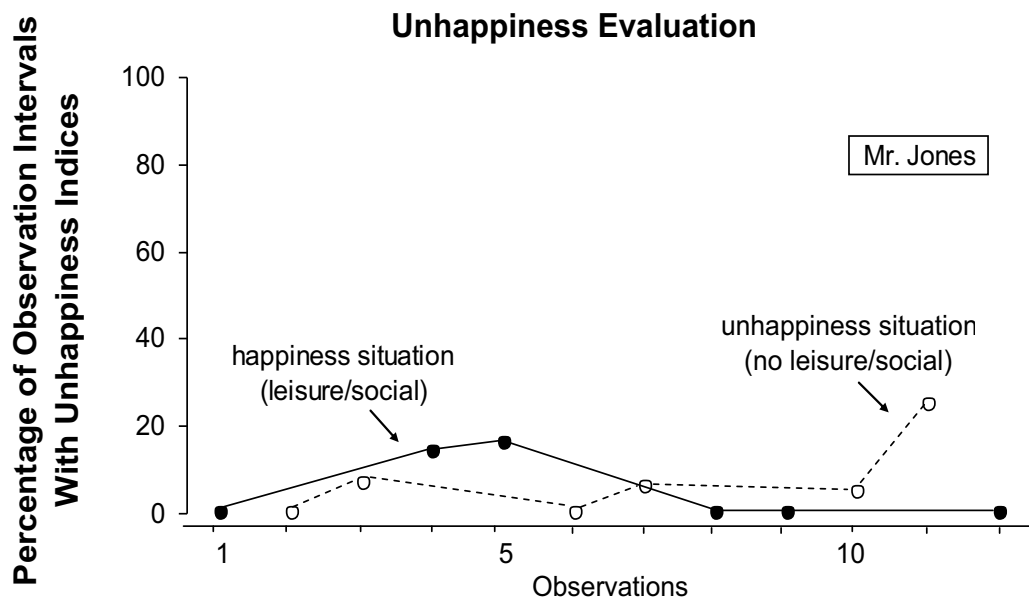 Unhappiness Evaluation
Percentage of Observation Intervals
With Unhappiness Indices
100
80
60
40
20
0
Mr. Jones
happiness situation
(leisure/social)
unhappiness situation
(no leisure/social)
1
5
10
Observations